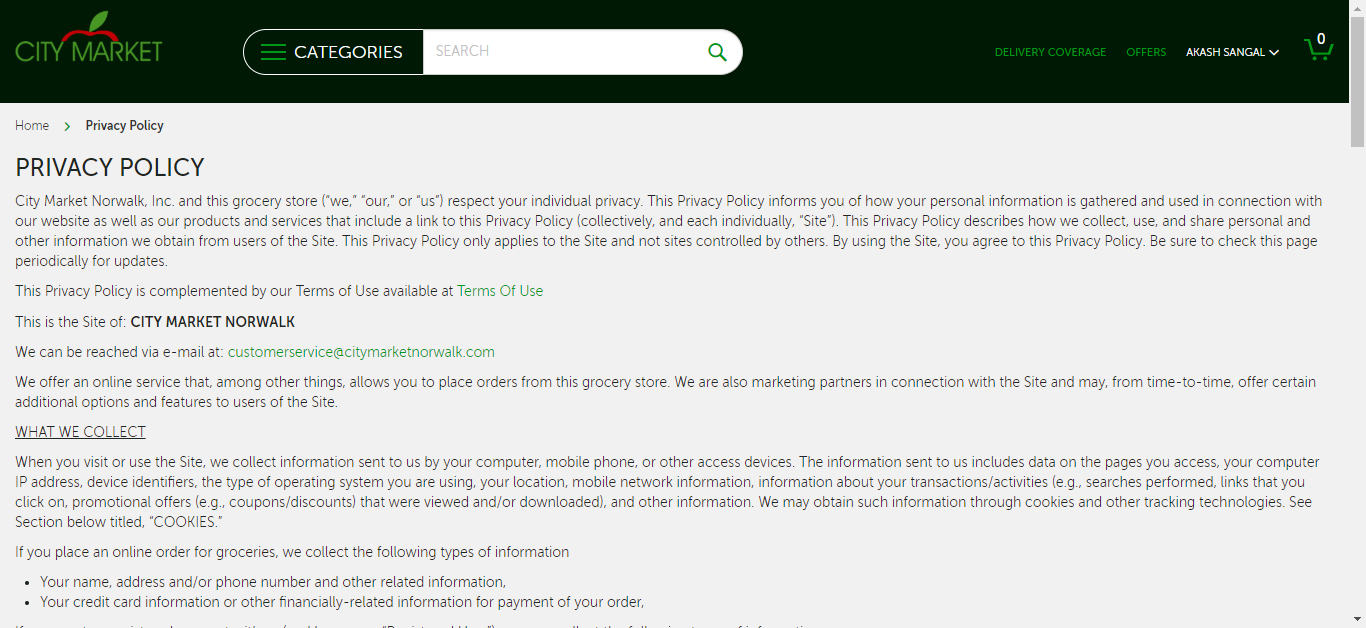 CITY MARKET
CATEGORIES
SEARCH
DELIVERY COVERAGE
OFFERS
AKASH SANGAL
0
Home
Privacy Policy
PRIVACY POLICY
City Market Norwalk, Inc. and this grocery store (“we,” “our,” or “us”) respect your individual privacy. This Privacy Policy informs you of how your personal information is gathered and used in connection with
our website as well as our products and services that include a link to this Privacy Policy (collectively, and each individually, “Site”). This Privacy Policy describes how we collect, use, and share personal and
other information we obtain from users of the Site. This Privacy Policy only applies to the Site and not sites controlled by others. By using the Site, you agree to this Privacy Policy. Be sure to check this page
periodically for updates.
This Privacy Policy is complemented by our Terms of Use available at Terms Of Use
This is the Site of: CITY MARKET NORWALK
We can be reached via e-mail at: customerservice@citymarketnorwalk.com
We offer an online service that, among other things, allows you to place orders from this grocery store. We are also marketing partners in connection with the Site and may, from time-to-time, offer certain
additional options and features to users of the Site.
WHAT WE COLLECT
When you visit or use the Site, we collect information sent to us by your computer, mobile phone, or other access devices. The information sent to us includes data on the pages you access, your computer
IP address, device identifiers, the type of operating system you are using, your location, mobile network information, information about your transactions/activities (e.g., searches performed, links that you
click on, promotional offers (e.g., coupons/discounts) that were viewed and/or downloaded), and other information. We may obtain such information through cookies and other tracking technologies. See
Section below titled, “COOKIES.”
If you place an online order for groceries, we collect the following types of information
• Your name, address and/or phone number and other related information,
• Your credit card information or other financially-related information for payment of your order,